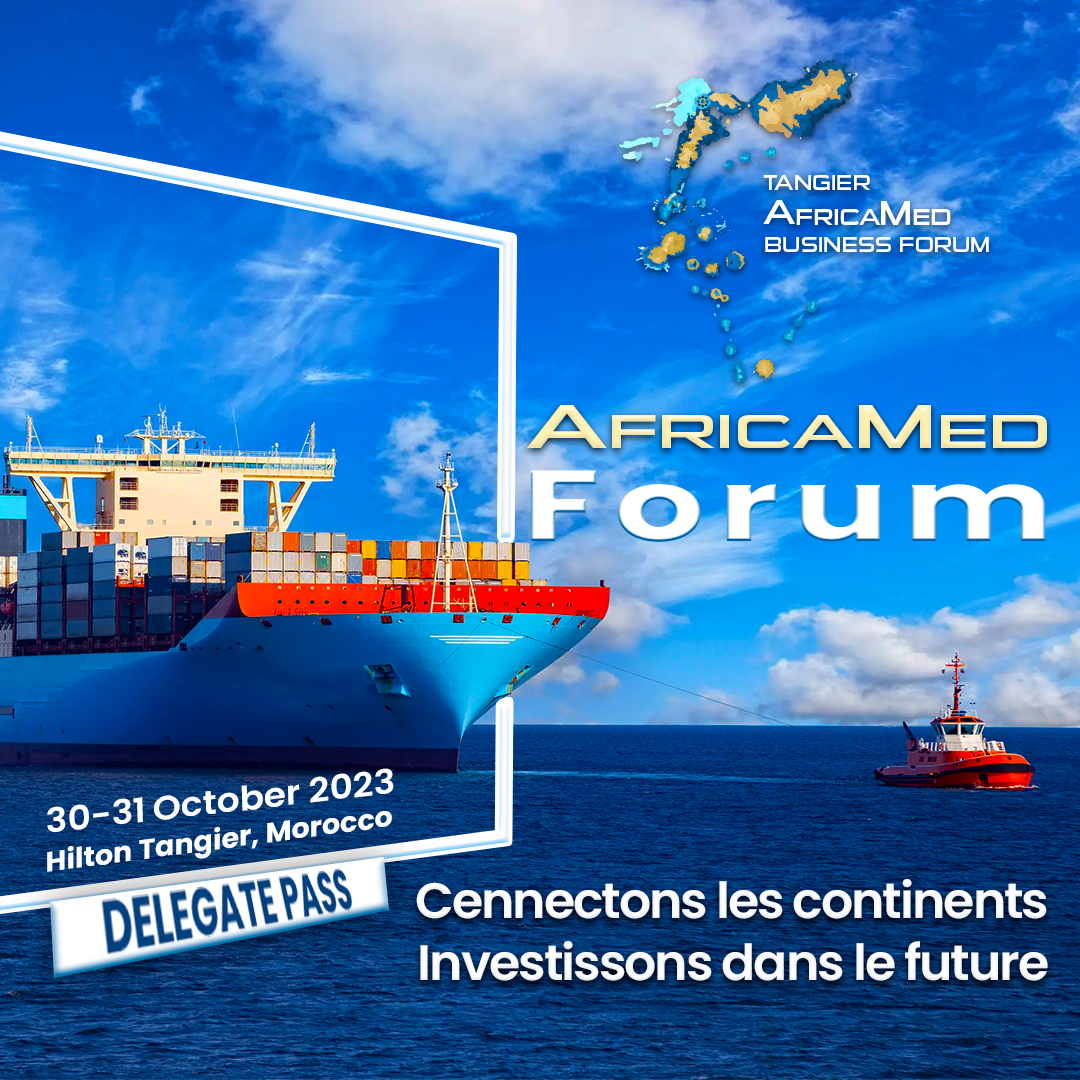 TANGIER
AFRICAMED
BUSINESS FORUM
AFRICAMED
Forum
30-31 October 2023
Hilton Tangier, Morocco
DELEGATE PASS
Cennectons les continents
Investissons dans le future